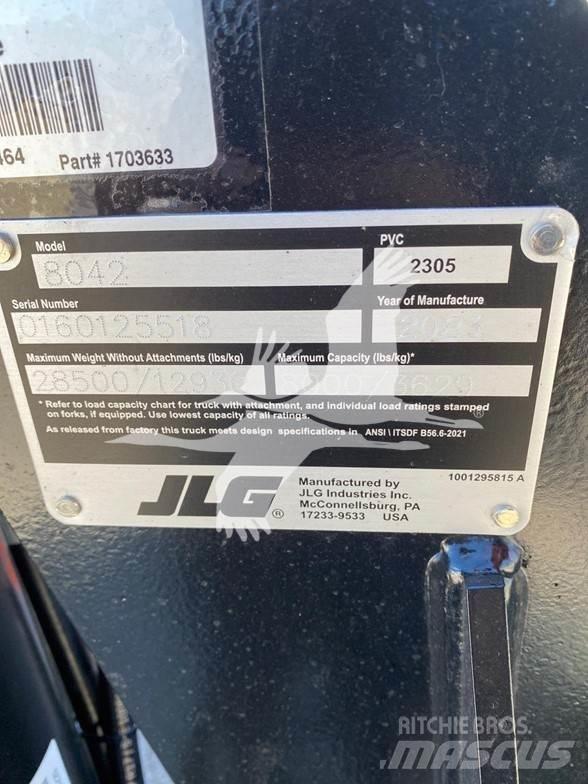 464 Part# 1703633
Model PVC
8042 2305
Serial Number Year of Manufacture
0160125518
Maximum Weight Without Attachments (lbs/kg) Maximum Capacity (lbs/kg)*
* Refer to load capacity chart for truck with attachment, and individual load ratings stamped
on forks, if equipped. Use lowest capacity of all ratings.
As released from factory this truck meets design specifications in ANSI \ ITSDF B56.6-2021
JLG ®
Manufactured by
JLG Industries Inc.
McConnellsburg, PA
17233-9533 USA
1001295815 A
RITCHIE BROS.
MASCUS